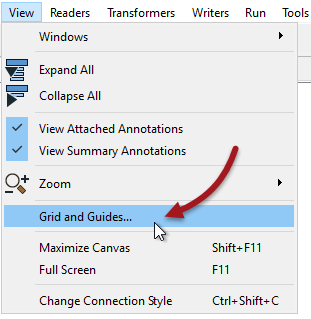 View Readers Transformers Writers Run Tools
Windows
Expand All
Collapse All
View Attached Annotations
View Summary Annotations
Zoom
Grid and Guides...
Maximize Canvas Shift+F11
Full Screen F11
Change Connection Style Ctrl+Shift+C